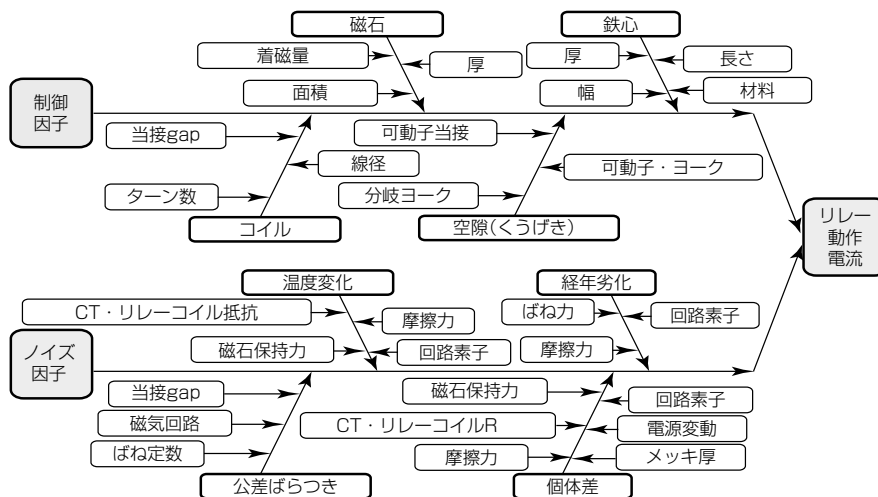 磁石
鉄心
着磁量
厚
厚
長さ
面積
幅
材料
制御
因子
当接gap
可動子当接
線径
可動子・ヨーク
ターン数
分岐ヨーク
コイル
空隙(くうげき)
リレー
動作
電流
温度変化
経年劣化
CT・リレーコイル抵抗
摩擦力
ばね力
回路素子
ノイズ
因子
磁石保持力
回路素子
摩擦力
当接gap
磁石保持力
回路素子
磁気回路
CT・リレーコイルR
電源変動
ばね定数
摩擦力
メッキ厚
公差ばらつき
個体差